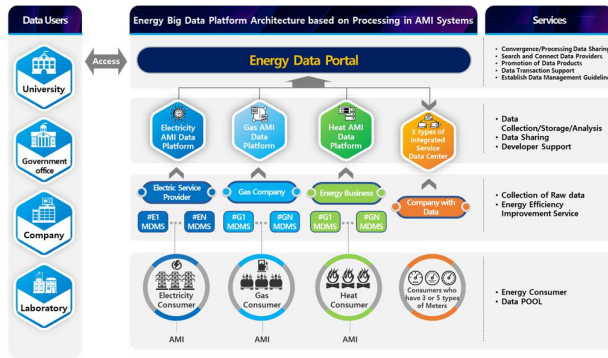 Data Users
Energy Big Data Platform Architecture based on Processing in AMI Systems
Services
University
Government
office
Company
Laboratory
Access
Energy Data Portal
• Convergence/Processing Data Sharing
• Search and Connect Data Providers
• Promotion of Data Products
• Data Transaction Support
• Establish Data Management Guideline
Electricity
AMI Data
Platform
Gas AMI
Data
Platform
Heat AMI
Data
Platform
3 Types of
Integrated
Service
Data Center
• Data
Collection/Storage/Analysis
• Data Sharing
• Developer Support
Electric Service
Provider
Gas Company
Energy Business
Company with
Data
#E1
MDMS
#EN
MDMS
#G1
MDMS
#GN
MDMS
#G1
MDMS
#GN
MDMS
• Collection of Raw data
• Energy Efficiency
Improvement Service
Electricity
Consumer
Gas
Consumer
Heat
Consumer
Consumers who
have 3 or 5 types
of Meters
• Energy Consumer
• Data POOL
AMI
AMI
AMI